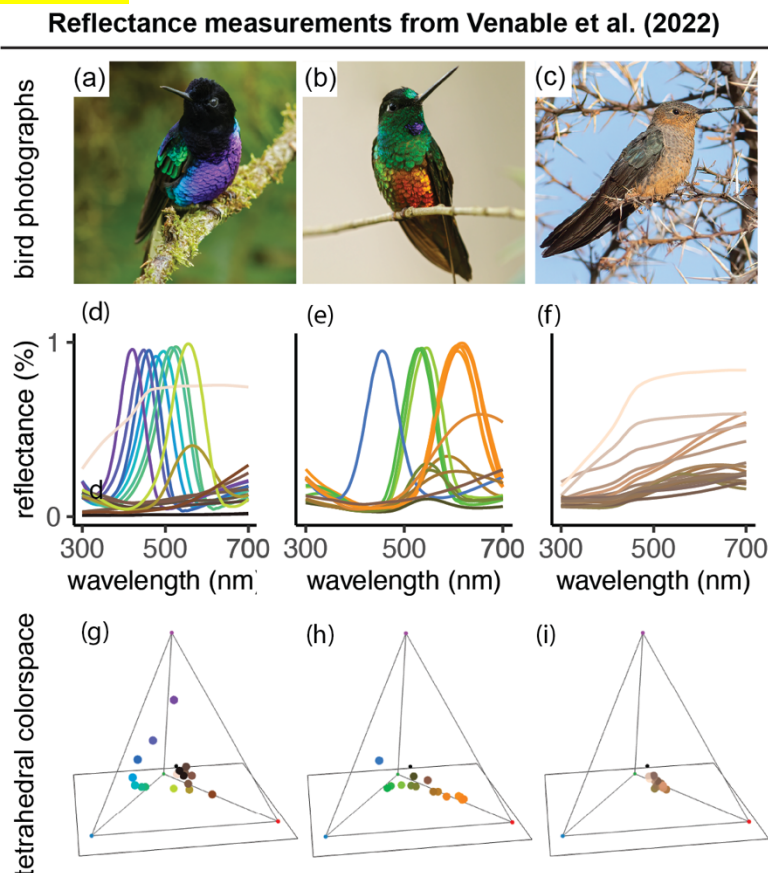 Reflectance measurements from Venable et al. (2022)
bird photographs
(a)
(b)
(c)
reflectance (%)
(d)
(e)
(f)
1
d
0
300 500 700
300 500 700
300 500 700
wavelength (nm)
wavelength (nm)
wavelength (nm)
tetrahedral colorspace
(g)
(h)
(i)